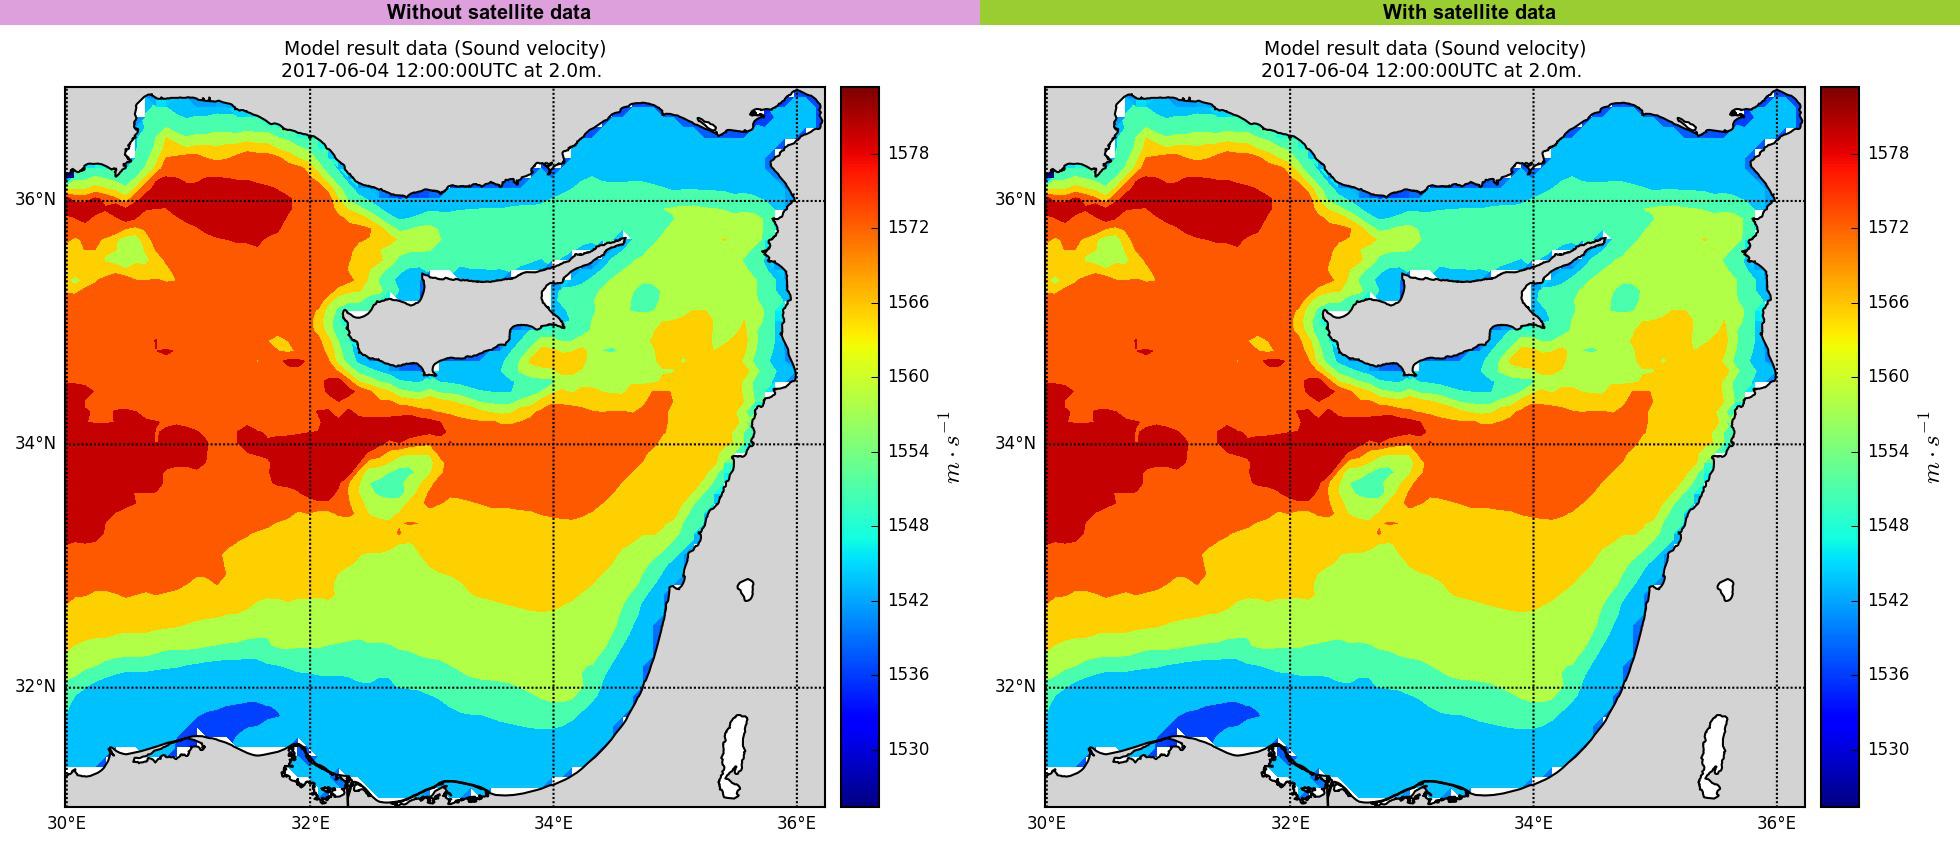 Without satellite data
Model result data (Sound velocity)
2017-06-04 12:00:00UTC at 2.0m.
36°N
34°N
32°N
30°E
32°E
34°E
36°E
1578
1572
1566
1560
1554
1548
1542
1536
1530
m · s⁻¹
With satellite data
Model result data (Sound velocity)
2017-06-04 12:00:00UTC at 2.0m.
36°N
34°N
32°N
30°E
32°E
34°E
36°E
1578
1572
1566
1560
1554
1548
1542
1536
1530
m · s⁻¹